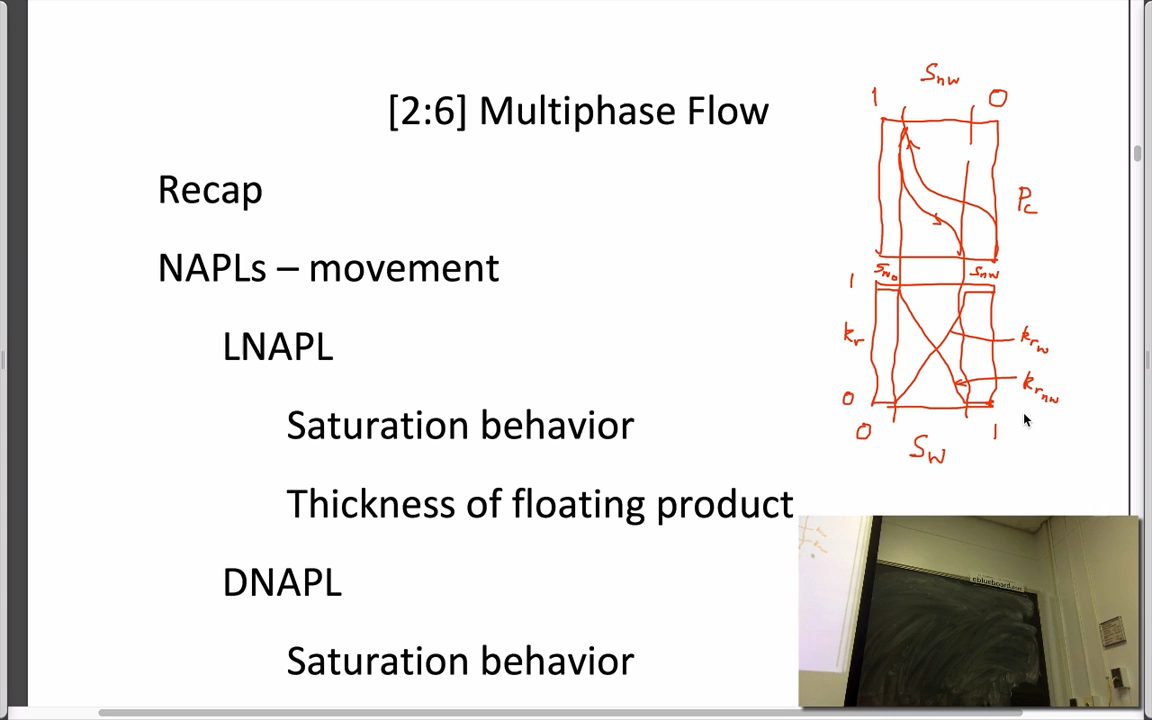 [2:6] Multiphase Flow
Recap
NAPLs – movement
LNAPL
Saturation behavior
Thickness of floating product
DNAPL
Saturation behavior
Snw
1 0
Pc
Swo Snw
1
kr
krw
krnw
0
0 1
Sw